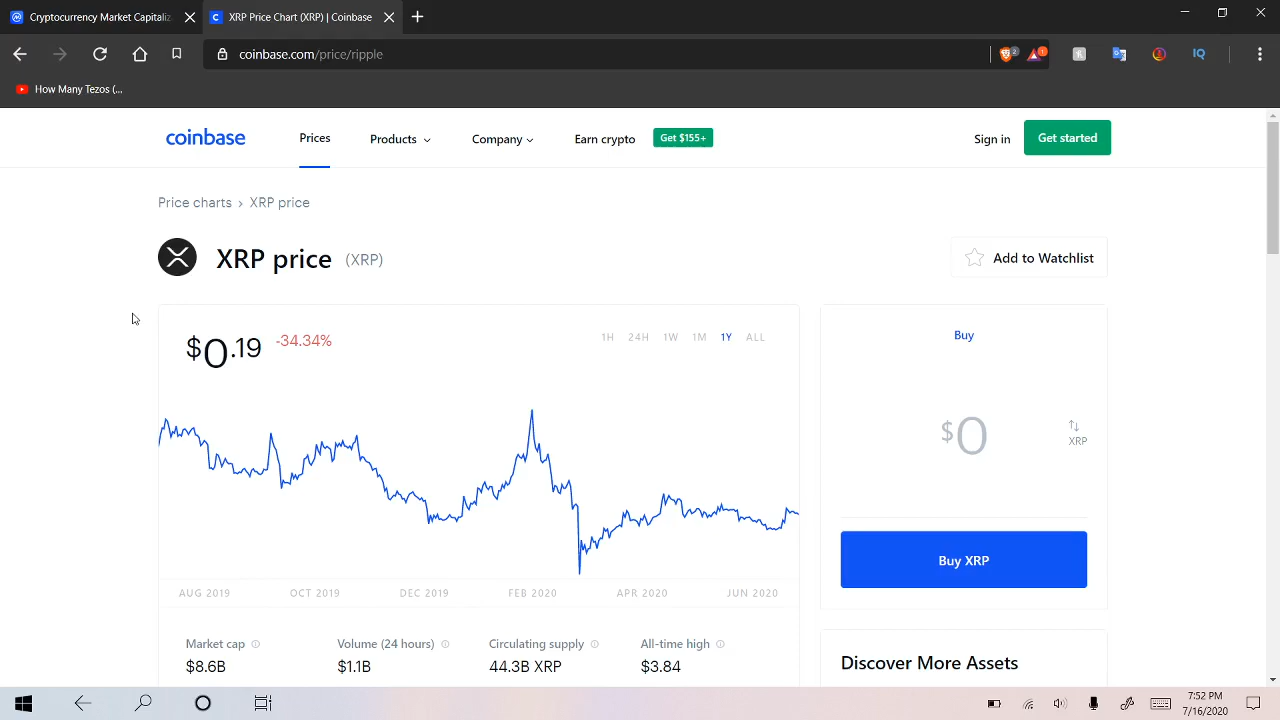 Cryptocurrency Market Capitaliz
XRP Price Chart (XRP) | Coinbase
coinbase.com/price/ripple
2
1
IQ
How Many Tezos (...
coinbase
Prices
Products
Company
Earn crypto
Get $155+
Sign in
Get started
Price charts › XRP price
XRP price (XRP)
Add to Watchlist
$0.19 -34.34%
1H 24H 1W 1M 1Y ALL
AUG 2019 OCT 2019 DEC 2019 FEB 2020 APR 2020 JUN 2020
Market cap
$8.6B
Volume (24 hours)
$1.1B
Circulating supply
44.3B XRP
All-time high
$3.84
Buy
$0
XRP
Buy XRP
Discover More Assets
7:52 PM
7/16/2020